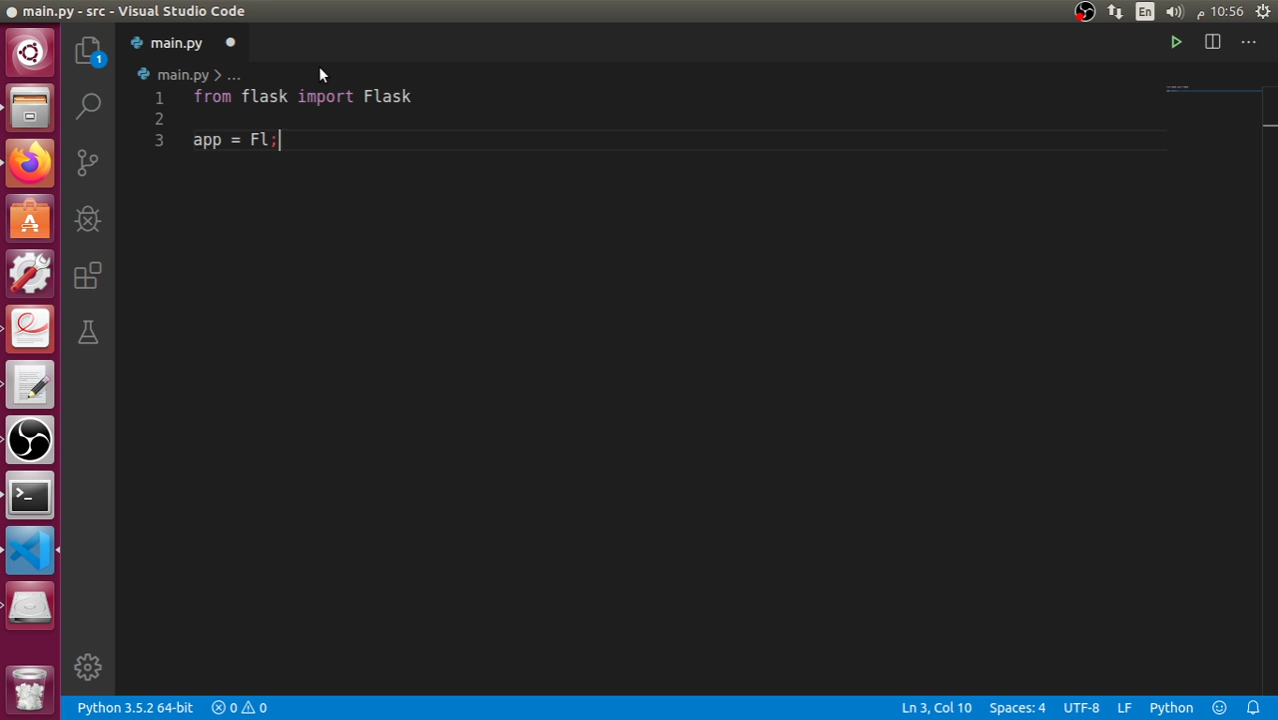 main.py - src - Visual Studio Code
En
10:56 م
main.py
1
main.py > ...
1 from flask import Flask
2
3 app = Fl;
Python 3.5.2 64-bit
0
0
Ln 3, Col 10
Spaces: 4
UTF-8
LF
Python